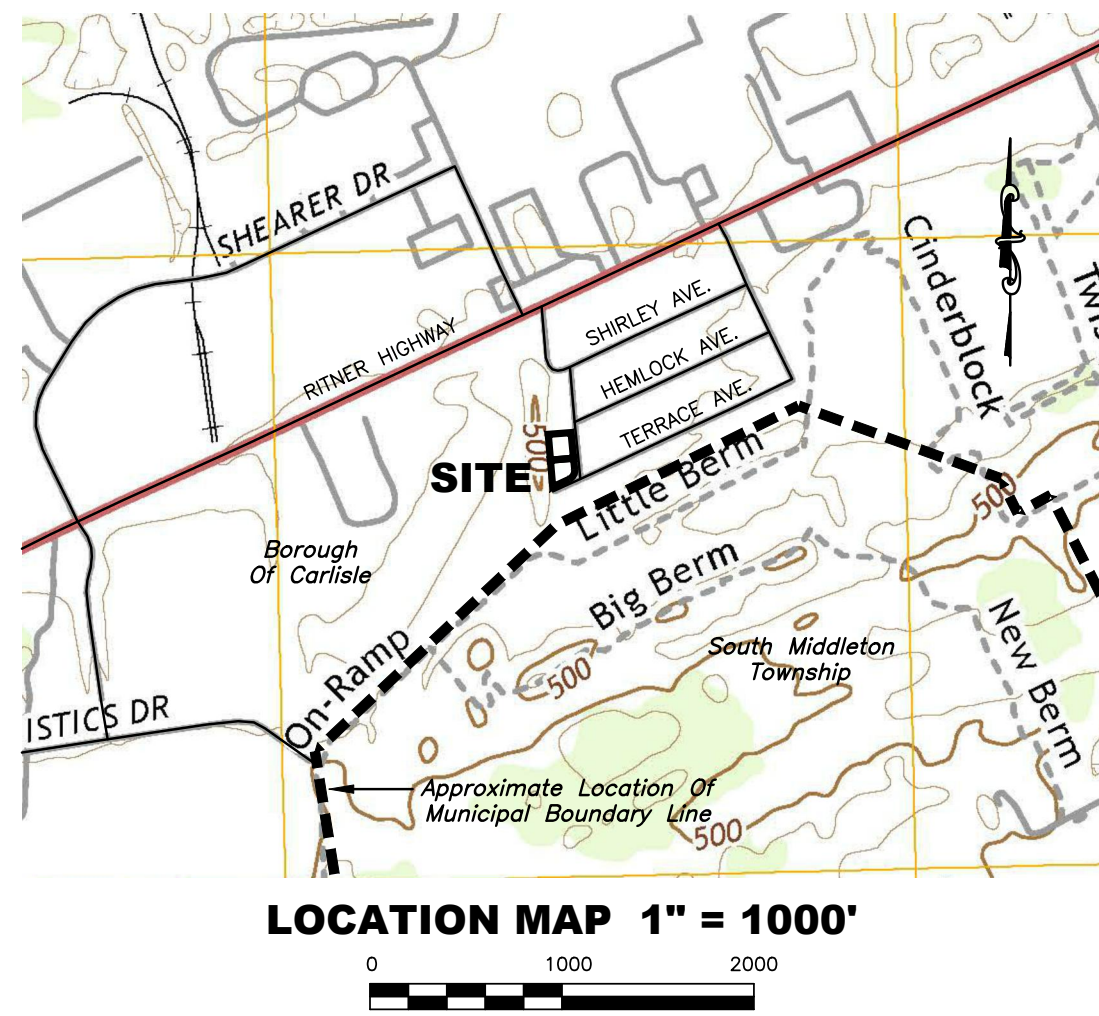 SHEARER DR
RITNER HIGHWAY
SHIRLEY AVE.
HEMLOCK AVE.
TERRACE AVE.
Cinderblock
500
SITE
Little Berm
500
Borough
Of Carlisle
Big Berm
New Berm
South Middleton
Township
500
On-Ramp
ISTICS DR
Approximate Location Of
Municipal Boundary Line
500
LOCATION MAP 1" = 1000'
0 1000 2000